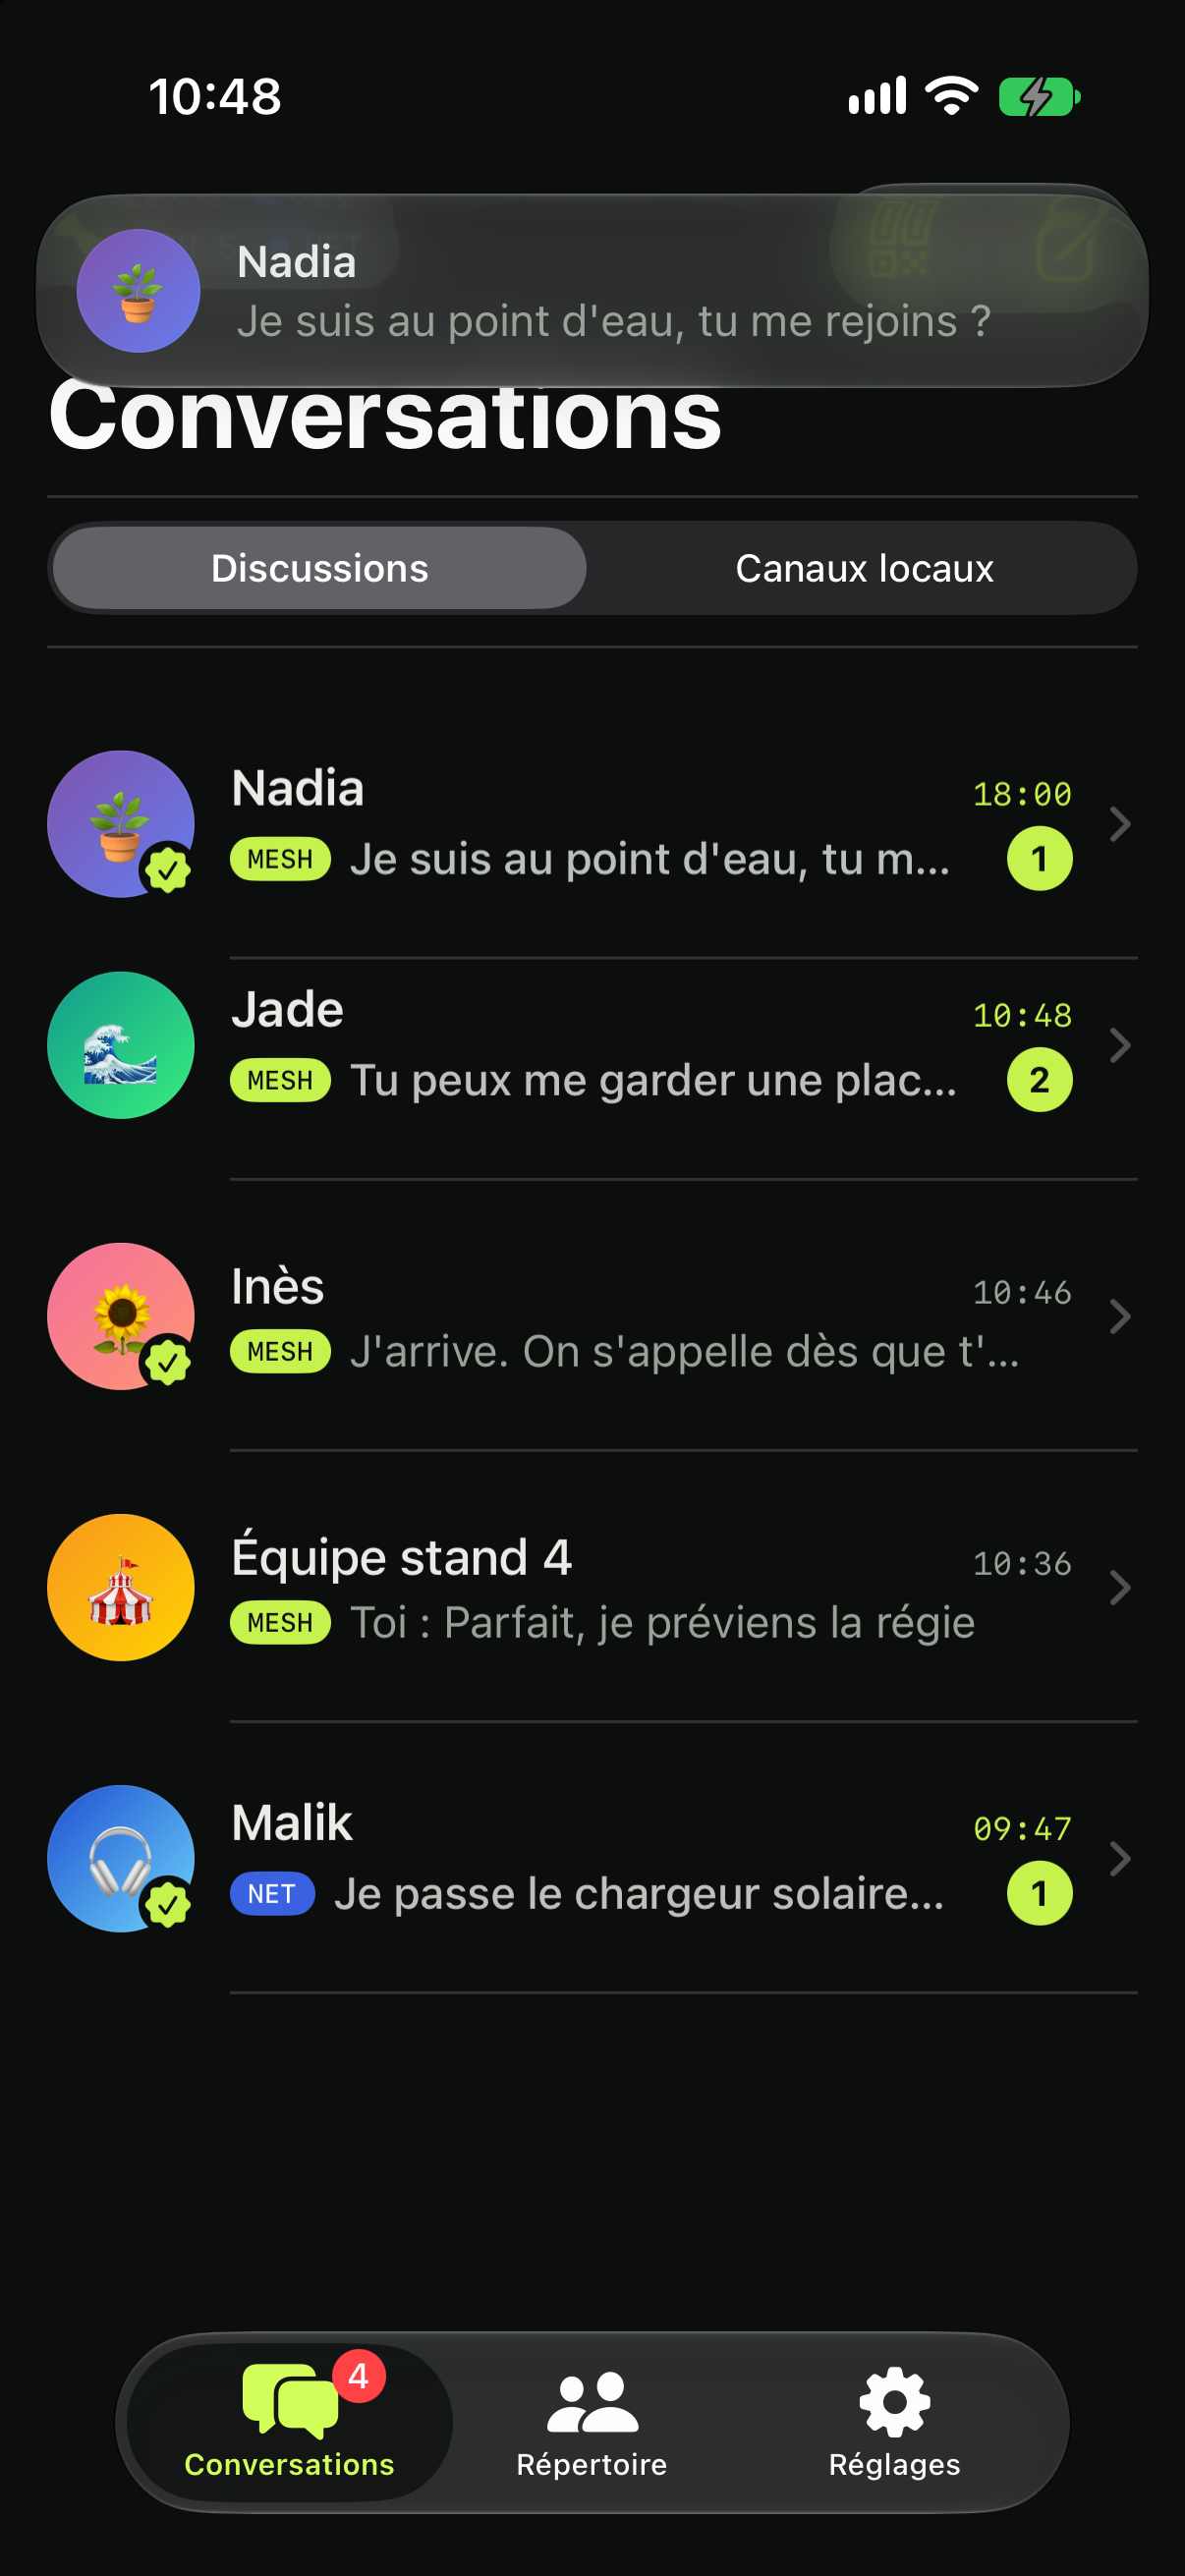 10:48
Nadia
Je suis au point d'eau, tu me rejoins ?
Conversations
Discussions
Canaux locaux
Nadia
18:00
MESH
Je suis au point d'eau, tu m...
1
Jade
10:48
MESH
Tu peux me garder une plac...
2
Inès
10:46
MESH
J'arrive. On s'appelle dès que t'...
Équipe stand 4
10:36
MESH
Toi : Parfait, je préviens la régie
Malik
09:47
NET
Je passe le chargeur solaire...
1
4
Conversations
Répertoire
Réglages